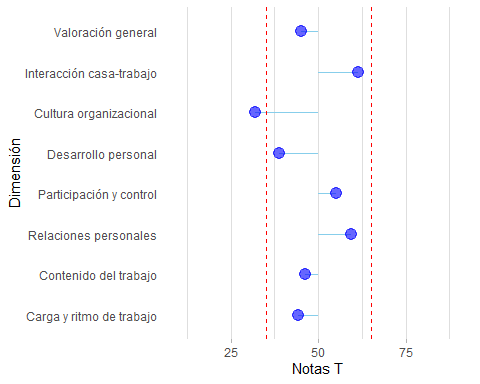 Valoración general
Interacción casa-trabajo
Cultura organizacional
Desarrollo personal
Participación y control
Relaciones personales
Contenido del trabajo
Carga y ritmo de trabajo
Dimensión
25 50 75
Notas T